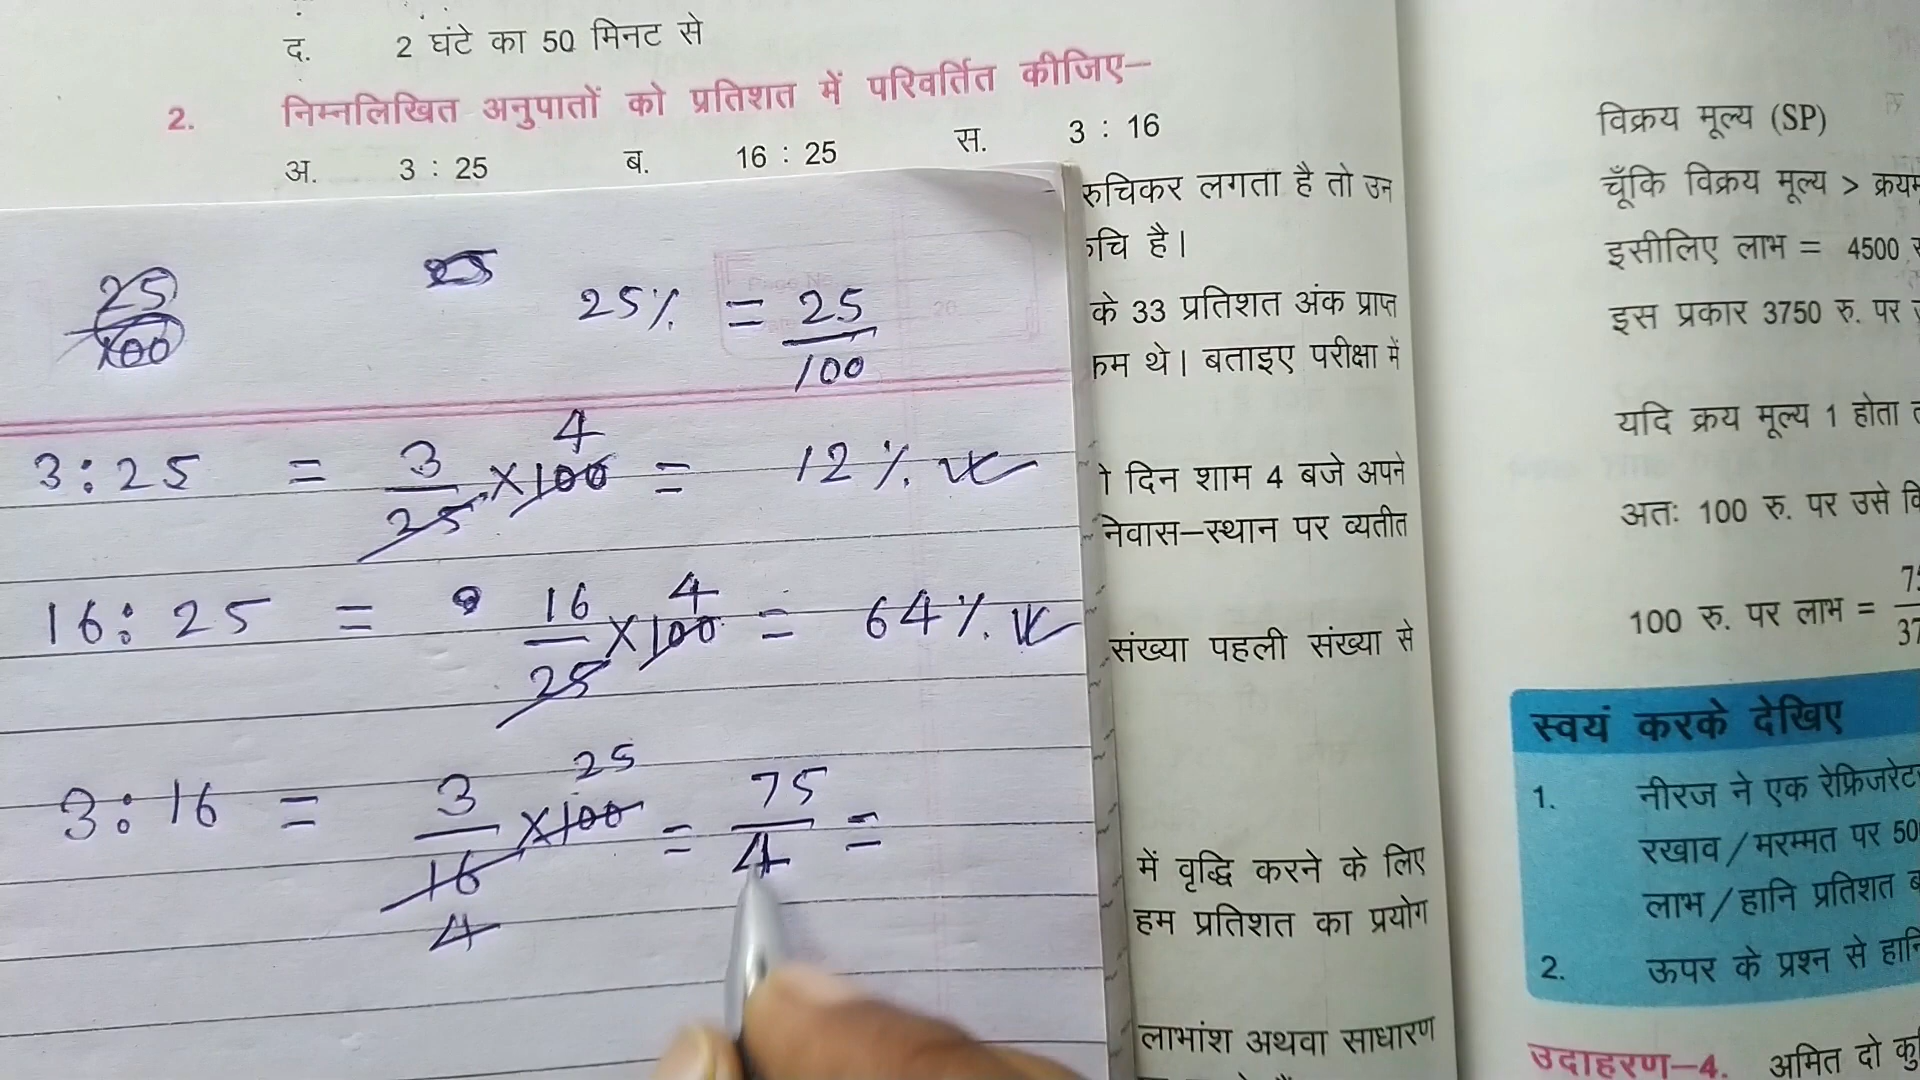 द. 2 घंटे का 50 मिनट से
2. निम्नलिखित अनुपातों को प्रतिशत में परिवर्तित कीजिए–
अ. 3 : 25 ब. 16 : 25 स. 3 : 16
25/100
25% = 25/100
3:25 = 3/25 × 100 4 = 12%
16:25 = 16/25 × 100 4 = 64%
3:16 = 3/16 × 100 25 = 75/4 =
4
रुचिकर लगता है तो उन
है।
के 33 प्रतिशत अंक प्राप्त
थे। बताइए परीक्षा में
दिन शाम 4 बजे अपने
निवास–स्थान पर व्यतीत
संख्या पहली संख्या से
में वृद्धि करने के लिए
हम प्रतिशत का प्रयोग
लाभांश अथवा साधारण
विक्रय मूल्य (SP)
चूँकि विक्रय मूल्य >
इसीलिए लाभ = 4500
इस प्रकार 3750 रु. पर
यदि क्रय मूल्य 1 होता
अतः 100 रु. पर उसे
100 रु. पर लाभ =
स्वयं करके देखिए
1. नीरज ने एक
रखाव/मरम्मत पर
लाभ/हानि प्रतिशत
2. ऊपर के प्रश्न से
उदाहरण–4. अमित दो